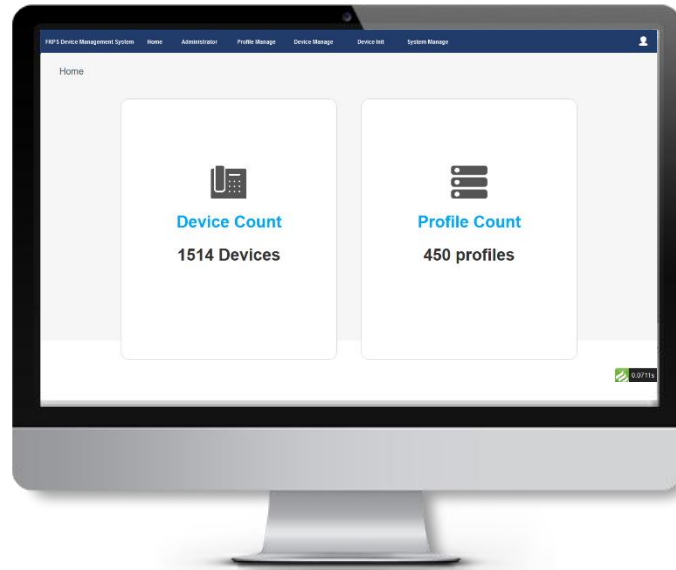 FRPS Device Management System Home Administrator Profile Manage Device Manage Device Init System Manage
Home
Device Count
1514 Devices
Profile Count
450 profiles
0.0711s